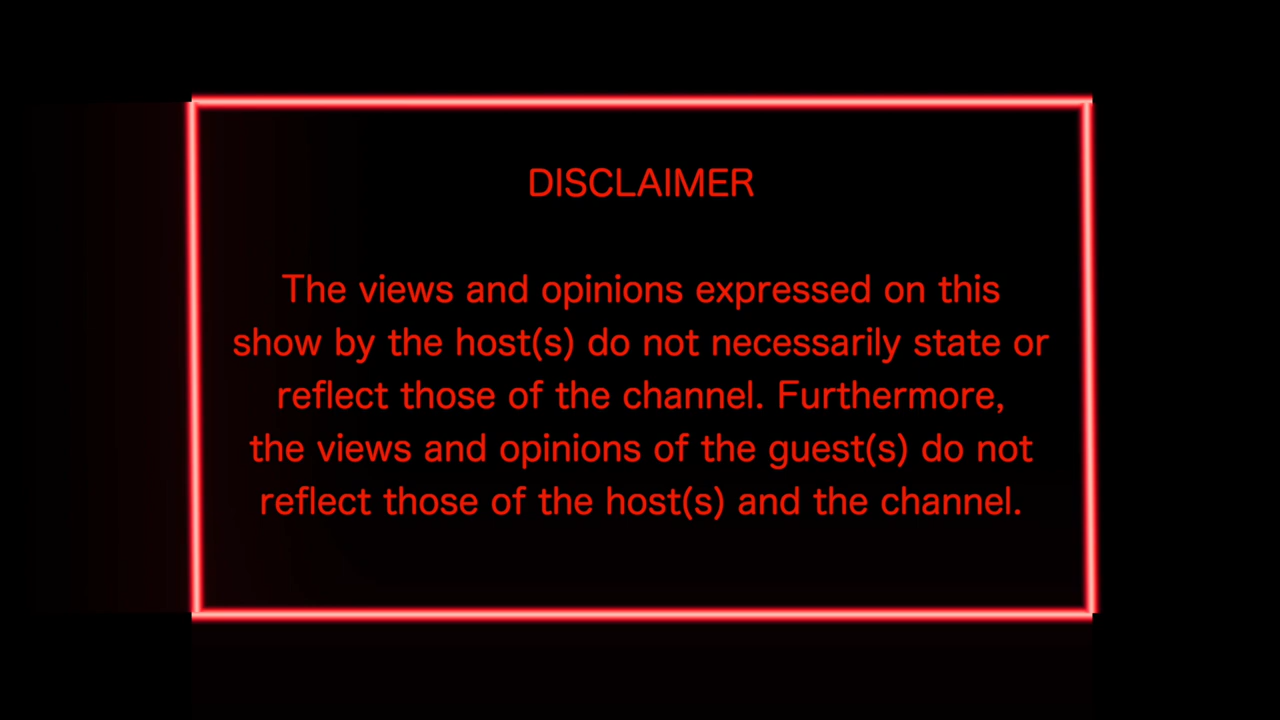 DISCLAIMER
The views and opinions expressed on this
show by the host(s) do not necessarily state or
reflect those of the channel. Furthermore,
the views and opinions of the guest(s) do not
reflect those of the host(s) and the channel.